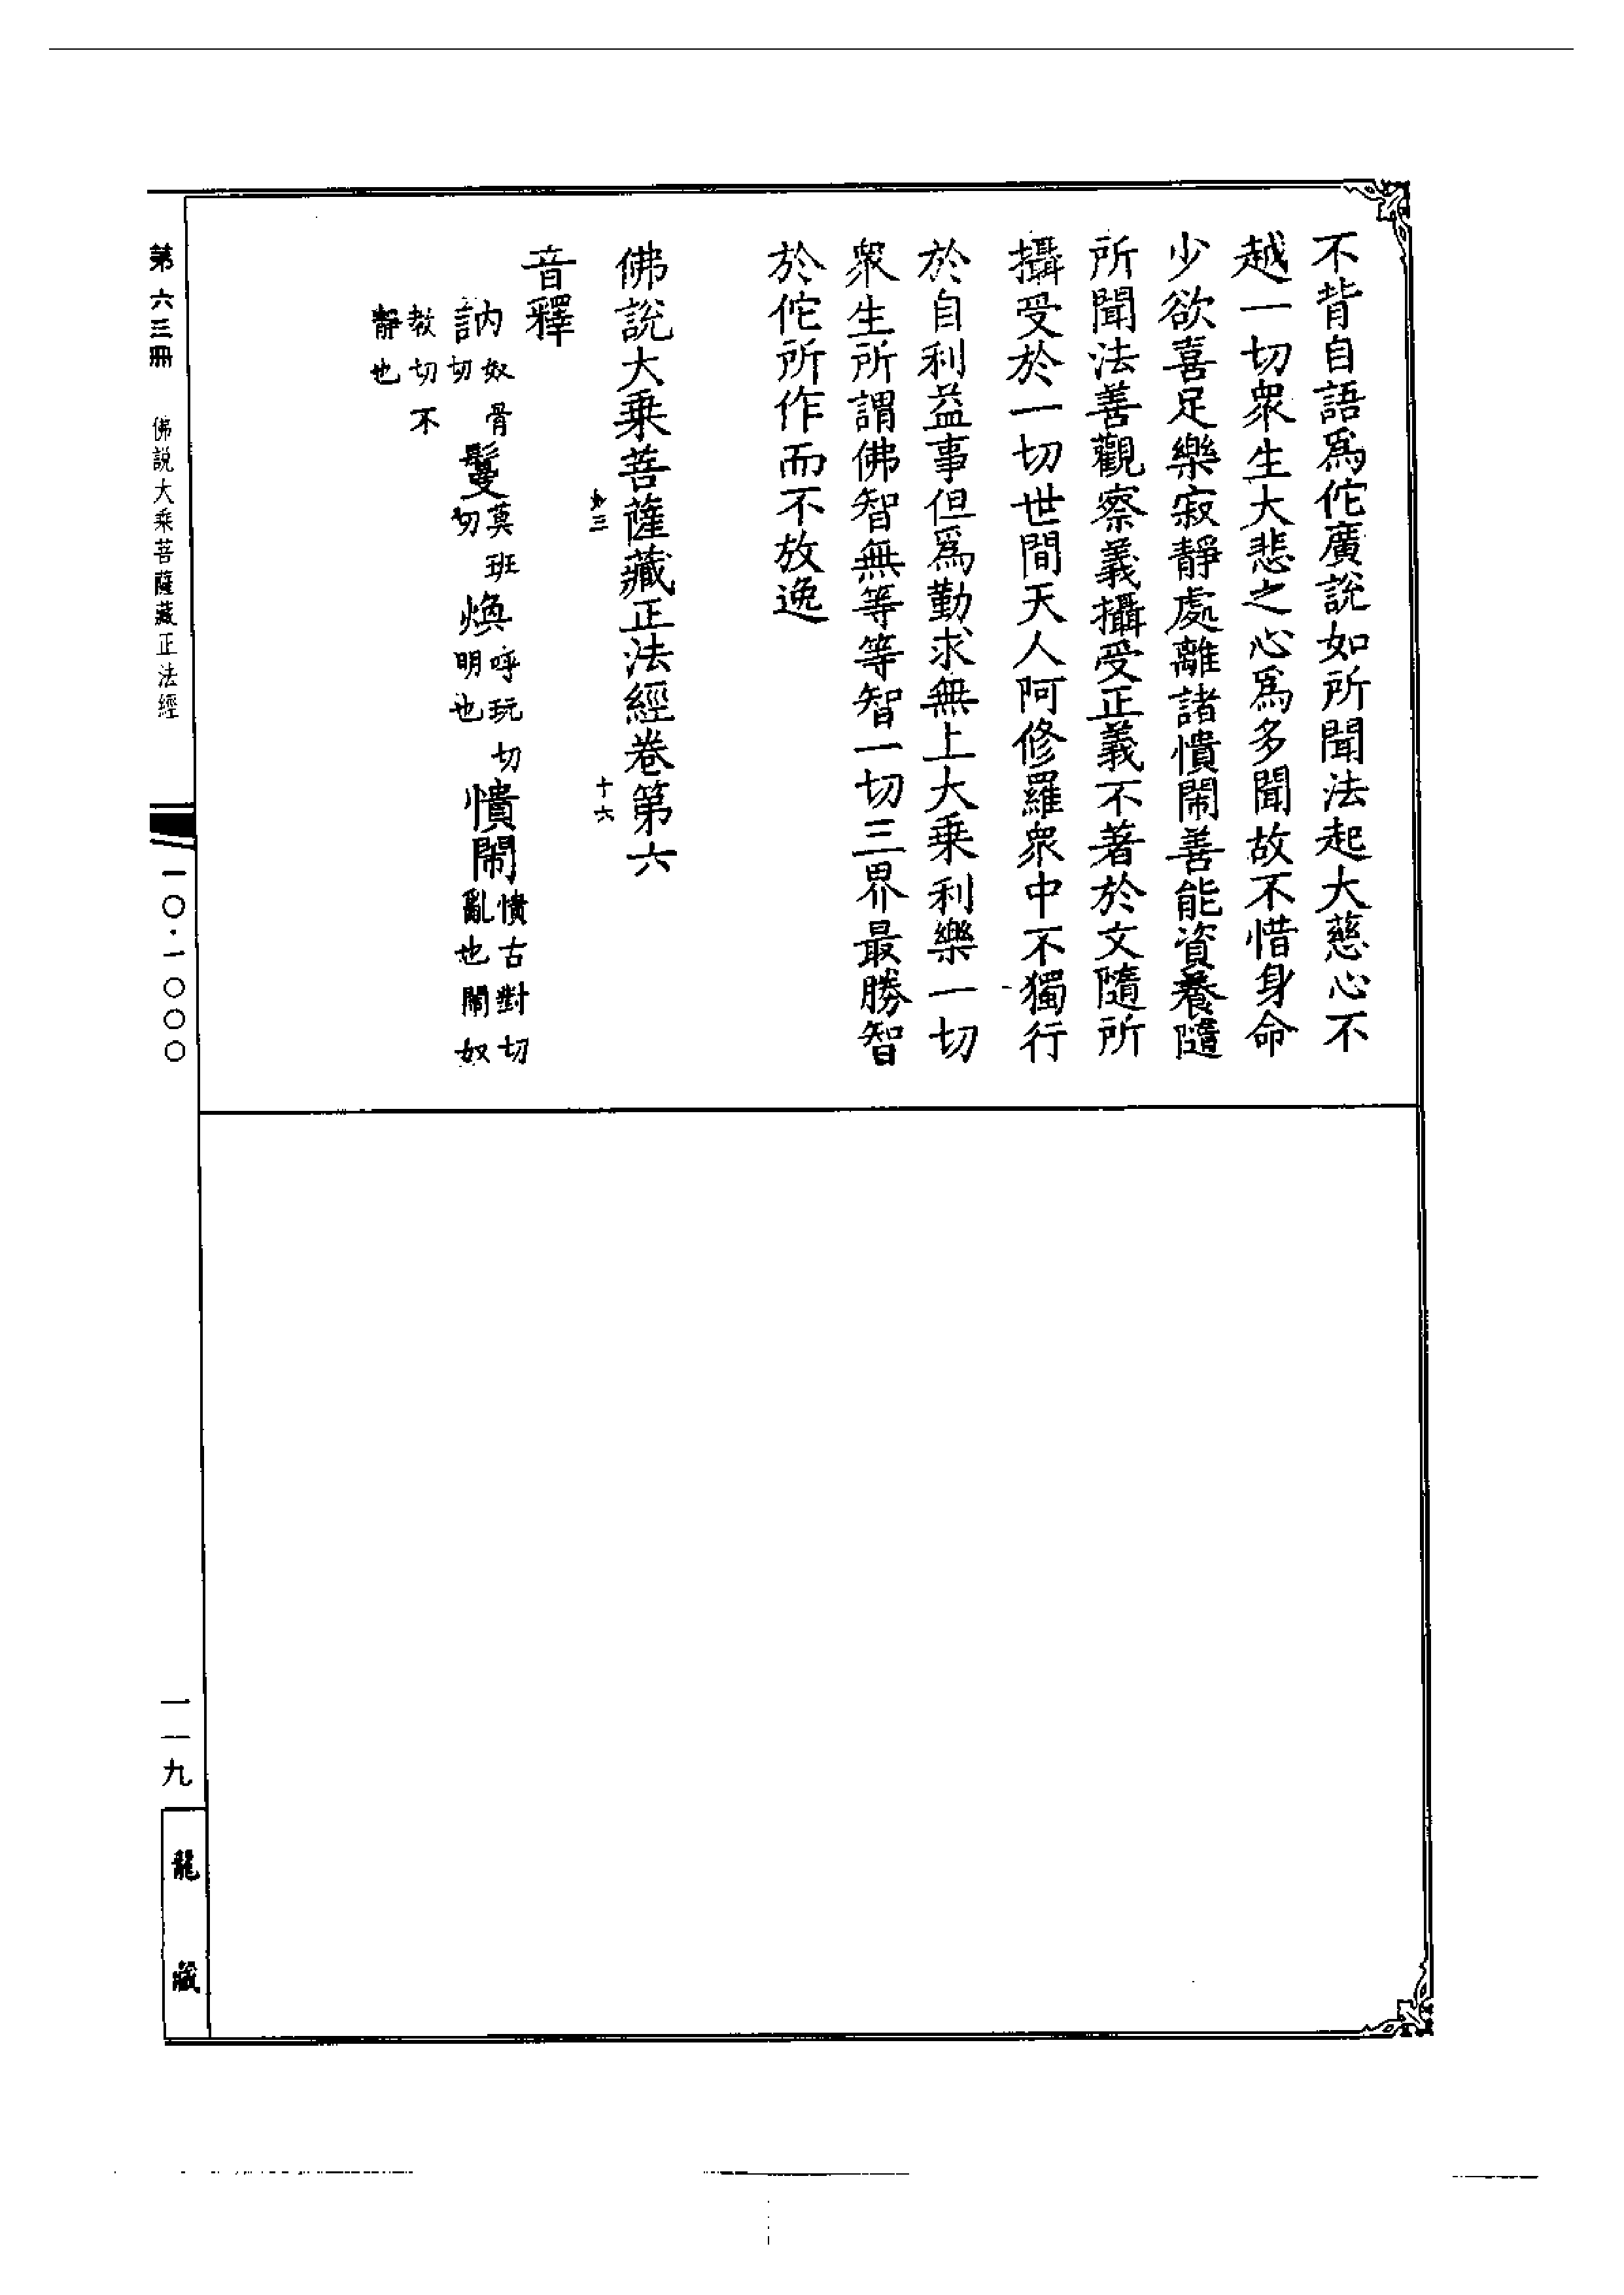 不背自語爲佗廣說如所聞法起大慈心不
越一切衆生大悲之心爲多聞故不惜身命
少欲喜足樂寂靜處離諸憒閙善能資養隨
所聞法善觀察義攝受正義不著於文隨所
攝受於一切世間天人阿修羅衆中不獨行
於自利益事但爲勤求無上大乗利樂一切
衆生所謂佛智無等等智一切三界最勝智
於佗所作而不放逸
佛說大乗菩薩藏正法經卷第六
十六
音釋
訥奴骨切 鬘莫班切 煥呼玩切明也 憒閙憒古對切亂也閙奴
教切不靜也
第六三冊 佛説大乘菩薩藏正法經 一〇·一〇〇〇 一一九 龍藏